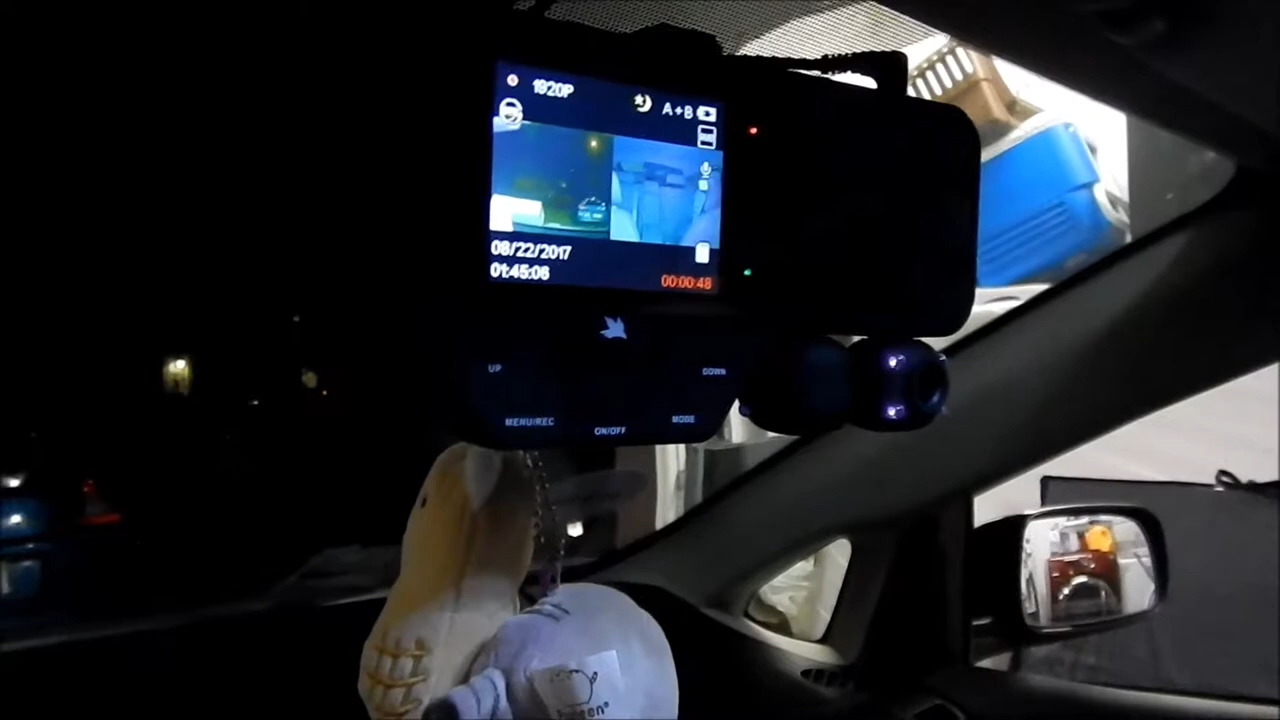 1920P
A+B
08/22/2017
01:45:06
00:00:48
UP
DOWN
MENU/REC
MODE
ON/OFF